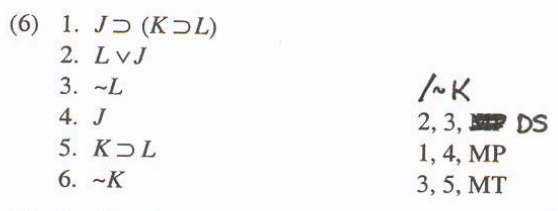 (6) 1. J ⊃ (K ⊃ L)
2. L ∨ J
3. ~L /~K
4. J 2, 3, DS
5. K ⊃ L 1, 4, MP
6. ~K 3, 5, MT